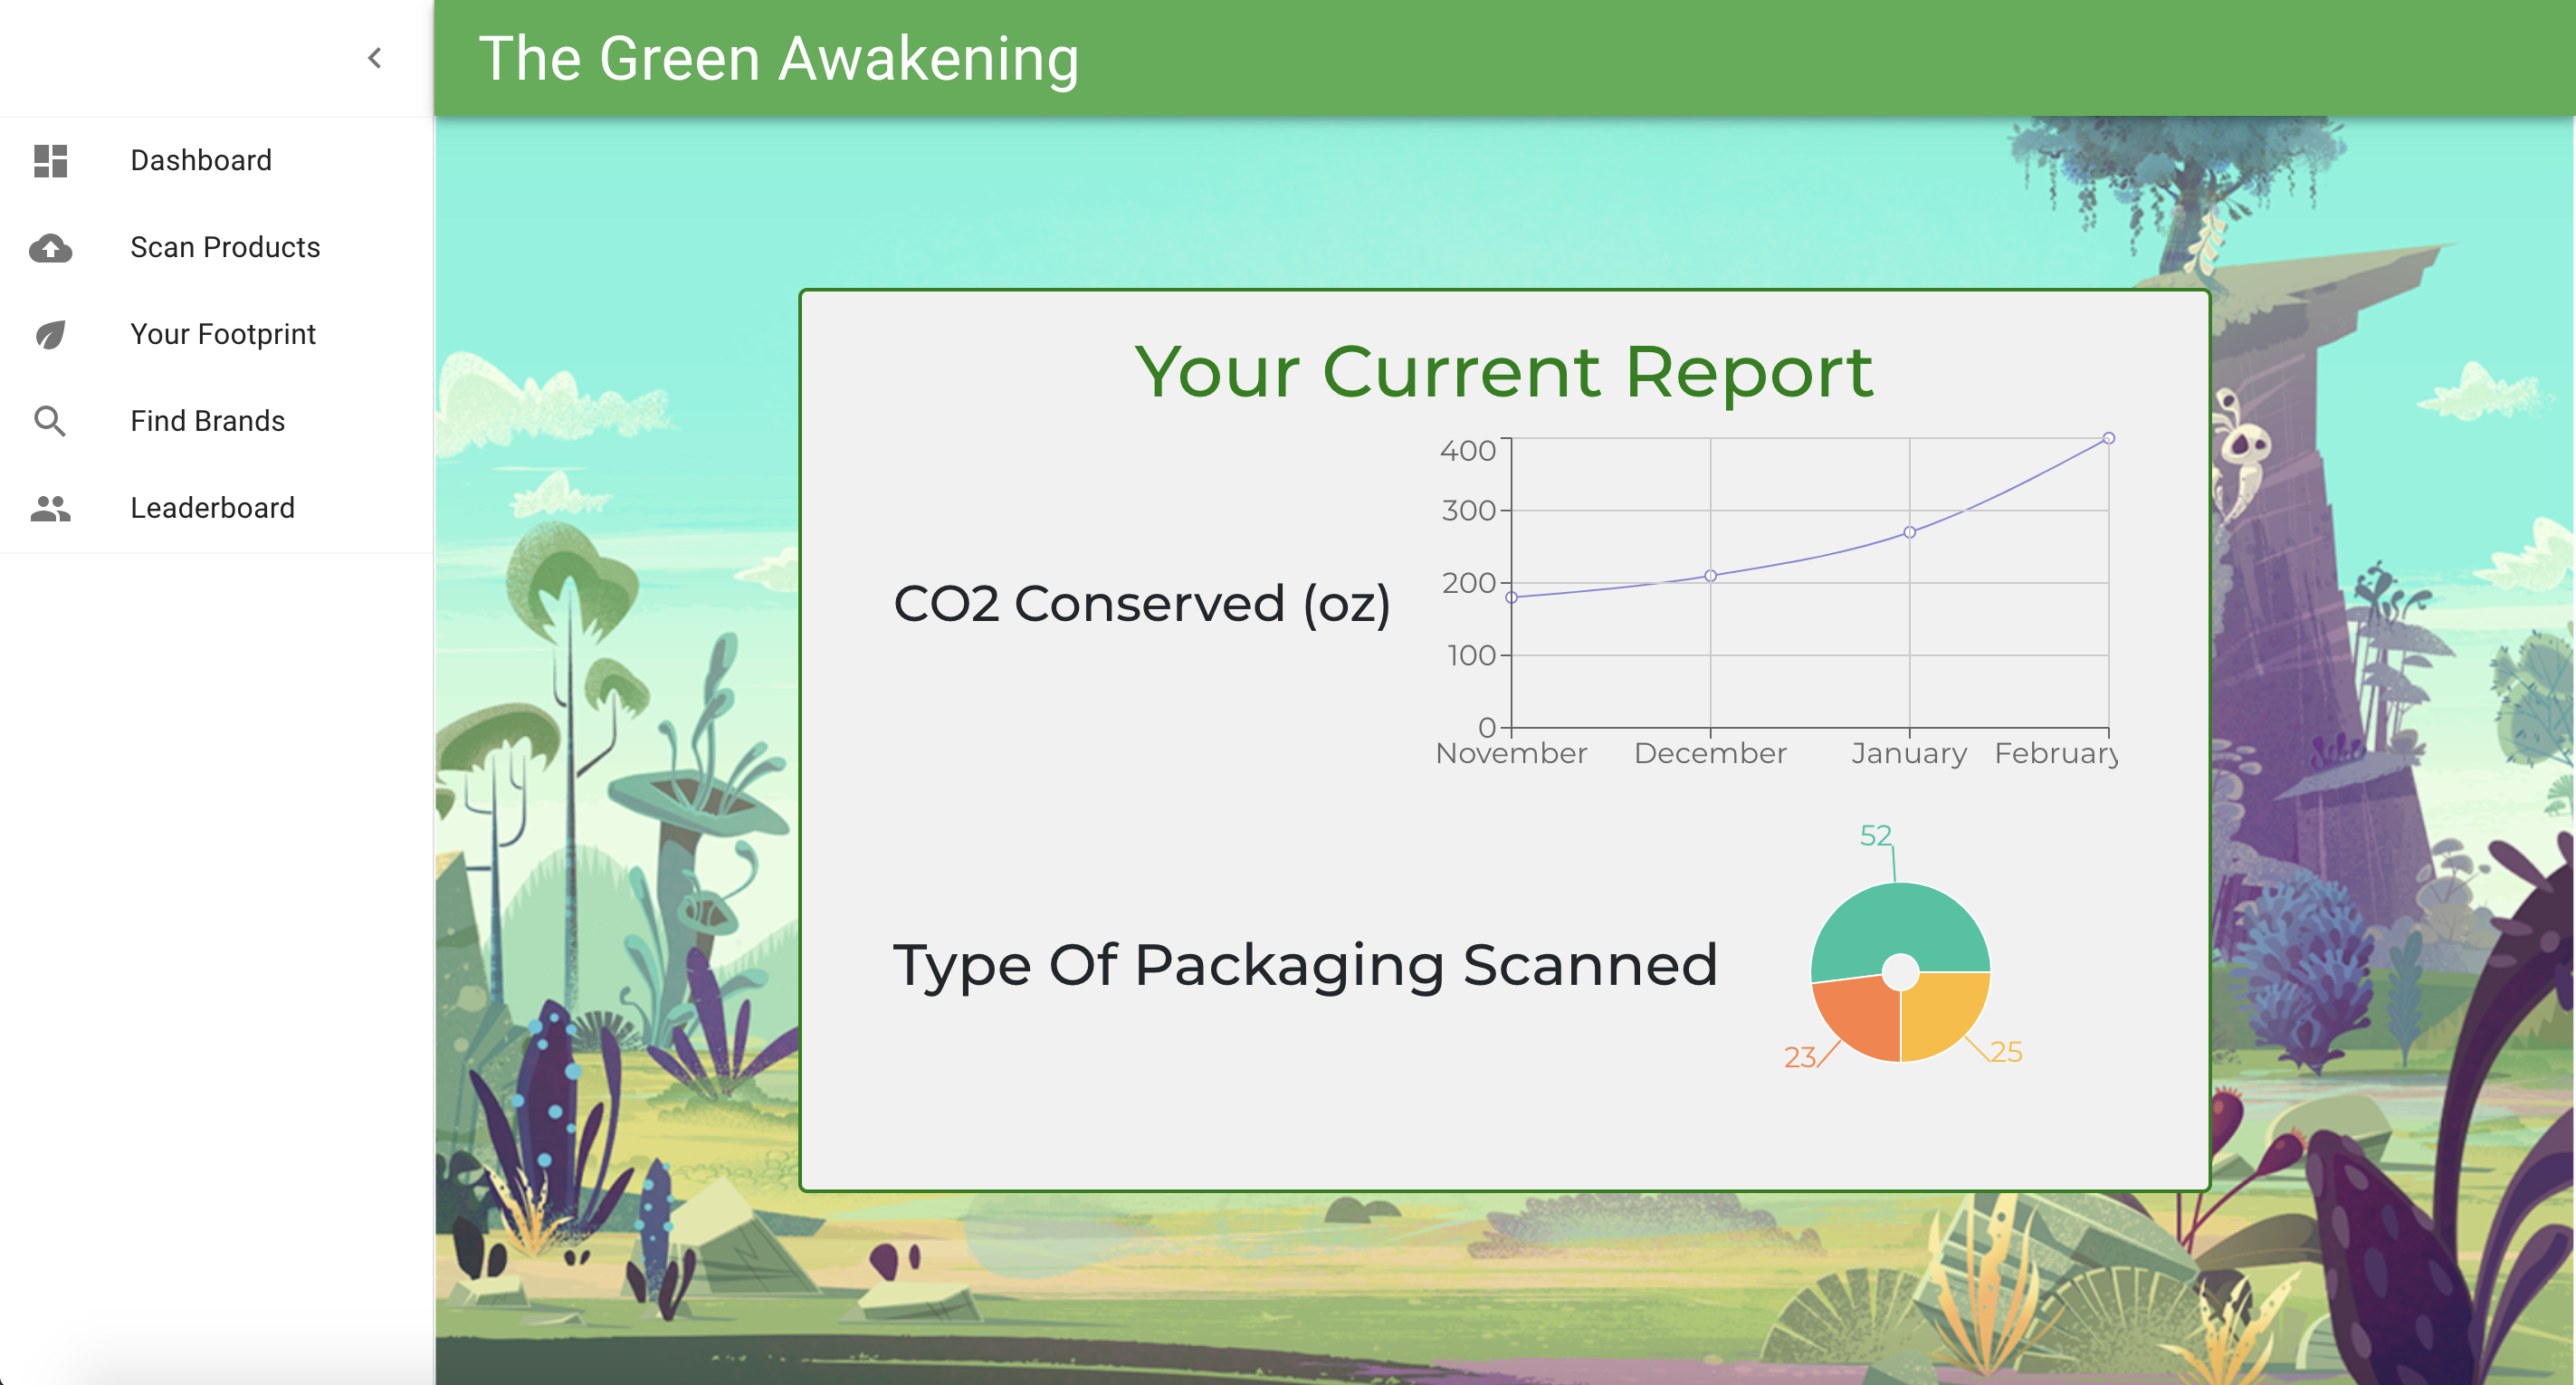 The Green Awakening
Dashboard
Scan Products
Your Footprint
Find Brands
Leaderboard
Your Current Report
CO2 Conserved (oz)
400
300
200
100
0
November December January February
Type Of Packaging Scanned
52
23
25